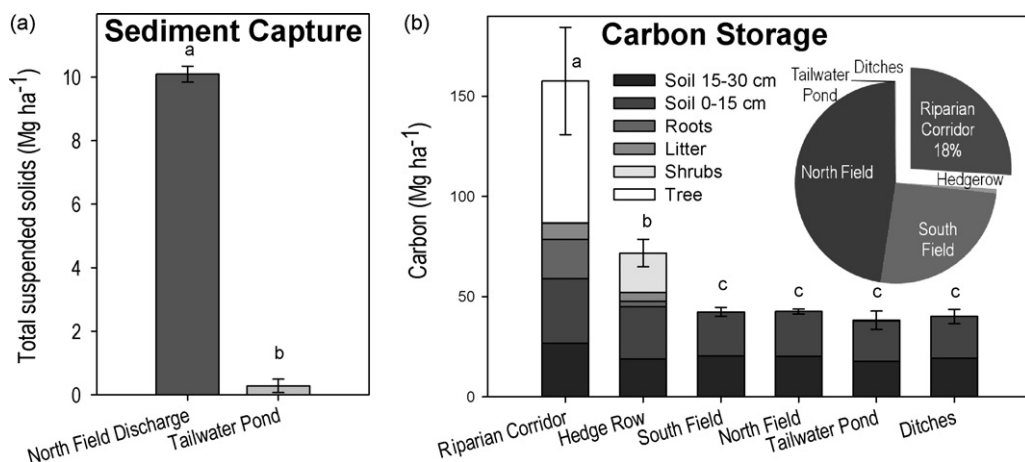 (a)
Sediment Capture
Total suspended solids (Mg ha⁻¹)
10
8
6
4
2
0
a
b
North Field Discharge
Tailwater Pond
(b)
Carbon Storage
Carbon (Mg ha⁻¹)
150
100
50
0
a
b
c
c
c
c
Soil 15-30 cm
Soil 0-15 cm
Roots
Litter
Shrubs
Tree
Ditches
Tailwater
Pond
Riparian
Corridor
18%
North Field
Hedgerow
South
Field
Riparian Corridor
Hedge Row
South Field
North Field
Tailwater Pond
Ditches